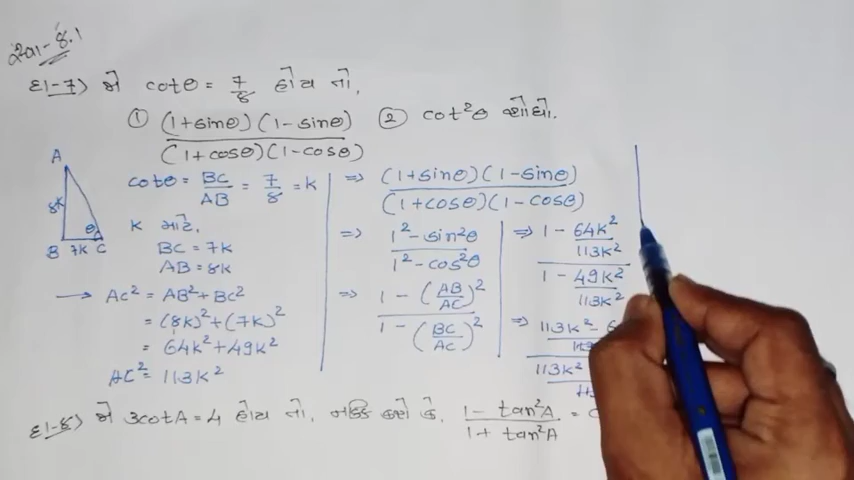 સ્વા-8.1
દા-7> જો cotθ = 7/8 હોય તો,
① (1+sinθ)(1-sinθ) / (1+cosθ)(1-cosθ) ② cot²θ શોધો.
A
8k
B 7k C
θ
cotθ = BC/AB = 7/8 = k
k માટે,
BC = 7k
AB = 8k
→ AC² = AB² + BC²
= (8k)² + (7k)²
= 64k² + 49k²
AC² = 113k²
⇒ (1+sinθ)(1-sinθ) / (1+cosθ)(1-cosθ)
⇒ 1² - sin²θ / 1² - cos²θ
⇒ 1 - (AB/AC)² / 1 - (BC/AC)²
⇒ 1 - 64k²/113k² / 1 - 49k²/113k²
⇒ 113k² -
113k²
દા-8> જો 3cotA = 4 હોય તો, નક્કિ કરો કે, 1 - tan²A / 1 + tan²A =